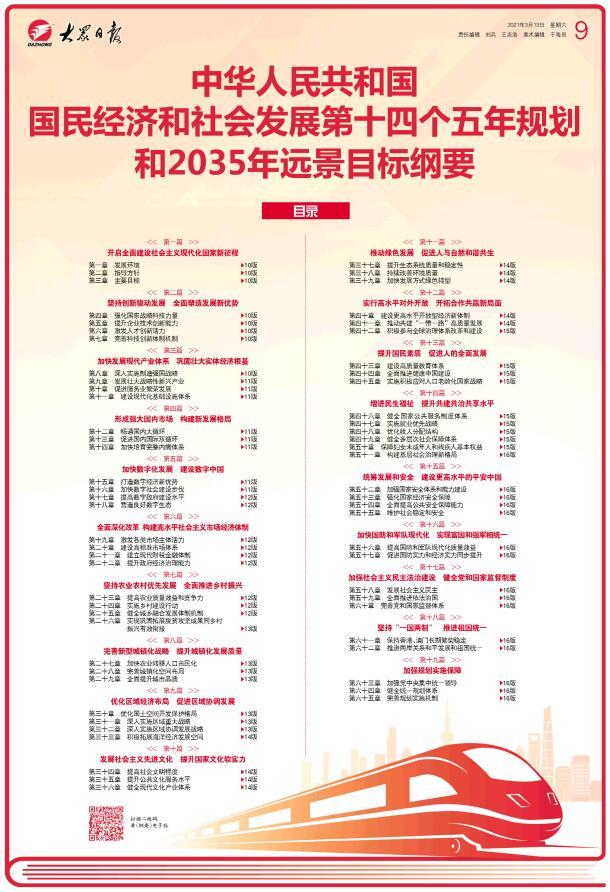 大众日报
DAZHONG
2021年3月13日 星期六
责任编辑 刘兵 王志浩 美术编辑 于海员
9
中华人民共和国
国民经济和社会发展第十四个五年规划
和2035年远景目标纲要
目录
<< 第一篇 >>
开启全面建设社会主义现代化国家新征程
第一章 发展环境 ▶10版
第二章 指导方针 ▶10版
第三章 主要目标 ▶10版
<< 第二篇 >>
坚持创新驱动发展 全面塑造发展新优势
第四章 强化国家战略科技力量 ▶10版
第五章 提升企业技术创新能力 ▶10版
第六章 激发人才创新活力 ▶10版
第七章 完善科技创新体制机制 ▶10版
<< 第三篇 >>
加快发展现代产业体系 巩固壮大实体经济根基
第八章 深入实施制造强国战略 ▶10版
第九章 发展壮大战略性新兴产业 ▶11版
第十章 促进服务业繁荣发展 ▶11版
第十一章 建设现代化基础设施体系 ▶11版
<< 第四篇 >>
形成强大国内市场 构建新发展格局
第十二章 畅通国内大循环 ▶11版
第十三章 促进国内国际双循环 ▶11版
第十四章 加快培育完整内需体系 ▶11版
<< 第五篇 >>
加快数字化发展 建设数字中国
第十五章 打造数字经济新优势 ▶11版
第十六章 加快数字社会建设步伐 ▶11版
第十七章 提高数字政府建设水平 ▶12版
第十八章 营造良好数字生态 ▶12版
<< 第六篇 >>
全面深化改革 构建高水平社会主义市场经济体制
第十九章 激发各类市场主体活力 ▶12版
第二十章 建设高标准市场体系 ▶12版
第二十一章 建立现代财税金融体制 ▶12版
第二十二章 提升政府经济治理能力 ▶12版
<< 第七篇 >>
坚持农业农村优先发展 全面推进乡村振兴
第二十三章 提高农业质量效益和竞争力 ▶12版
第二十四章 实施乡村建设行动 ▶12版
第二十五章 健全城乡融合发展体制机制 ▶12版
第二十六章 实现巩固拓展脱贫攻坚成果同乡村
振兴有效衔接 ▶13版
<< 第八篇 >>
完善新型城镇化战略 提升城镇化发展质量
第二十七章 加快农业转移人口市民化 ▶13版
第二十八章 完善城镇化空间布局 ▶13版
第二十九章 全面提升城市品质 ▶13版
<< 第九篇 >>
优化区域经济布局 促进区域协调发展
第三十章 优化国土空间开发保护格局 ▶13版
第三十一章 深入实施区域重大战略 ▶13版
第三十二章 深入实施区域协调发展战略 ▶13版
第三十三章 积极拓展海洋经济发展空间 ▶14版
<< 第十篇 >>
发展社会主义先进文化 提升国家文化软实力
第三十四章 提高社会文明程度 ▶14版
第三十五章 提升公共文化服务水平 ▶14版
第三十六章 健全现代文化产业体系 ▶14版
扫描二维码
看《纲要》电子版
<< 第十一篇 >>
推动绿色发展 促进人与自然和谐共生
第三十七章 提升生态系统质量和稳定性 ▶14版
第三十八章 持续改善环境质量 ▶14版
第三十九章 加快发展方式绿色转型 ▶14版
<< 第十二篇 >>
实行高水平对外开放 开拓合作共赢新局面
第四十章 建设更高水平开放型经济新体制 ▶14版
第四十一章 推动共建“一带一路”高质量发展 ▶14版
第四十二章 积极参与全球治理体系改革和建设 ▶15版
<< 第十三篇 >>
提升国民素质 促进人的全面发展
第四十三章 建设高质量教育体系 ▶15版
第四十四章 全面推进健康中国建设 ▶15版
第四十五章 实施积极应对人口老龄化国家战略 ▶15版
<< 第十四篇 >>
增进民生福祉 提升共建共治共享水平
第四十六章 健全国家公共服务制度体系 ▶15版
第四十七章 实施就业优先战略 ▶15版
第四十八章 优化收入分配结构 ▶15版
第四十九章 健全多层次社会保障体系 ▶15版
第五十章 保障妇女未成年人和残疾人基本权益 ▶15版
第五十一章 构建基层社会治理新格局 ▶16版
<< 第十五篇 >>
统筹发展和安全 建设更高水平的平安中国
第五十二章 加强国家安全体系和能力建设 ▶16版
第五十三章 强化国家经济安全保障 ▶16版
第五十四章 全面提高公共安全保障能力 ▶16版
第五十五章 维护社会稳定和安全 ▶16版
<< 第十六篇 >>
加快国防和军队现代化 实现富国和强军相统一
第五十六章 提高国防和军队现代化质量效益 ▶16版
第五十七章 促进国防实力和经济实力同步提升 ▶16版
<< 第十七篇 >>
加强社会主义民主法治建设 健全党和国家监督制度
第五十八章 发展社会主义民主 ▶16版
第五十九章 全面推进依法治国 ▶16版
第六十章 完善党和国家监督体系 ▶16版
<< 第十八篇 >>
坚持“一国两制” 推进祖国统一
第六十一章 保持香港、澳门长期繁荣稳定 ▶16版
第六十二章 推进两岸关系和平发展和祖国统一 ▶16版
<< 第十九篇 >>
加强规划实施保障
第六十三章 加强党中央集中统一领导 ▶16版
第六十四章 健全统一规划体系 ▶16版
第六十五章 完善规划实施机制 ▶16版